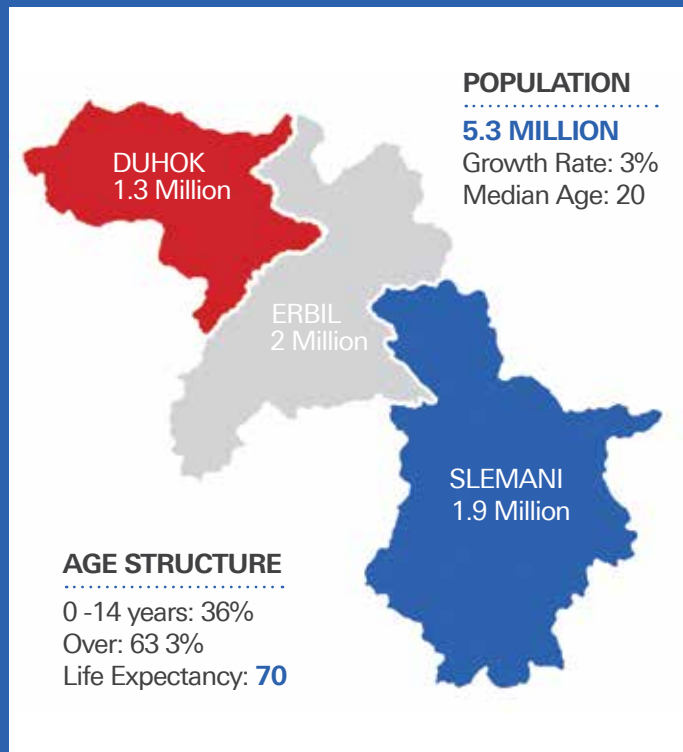 POPULATION
5.3 MILLION
Growth Rate: 3%
Median Age: 20
DUHOK
1.3 Million
ERBIL
2 Million
SLEMANI
1.9 Million
AGE STRUCTURE
0 -14 years: 36%
Over: 63 3%
Life Expectancy: 70